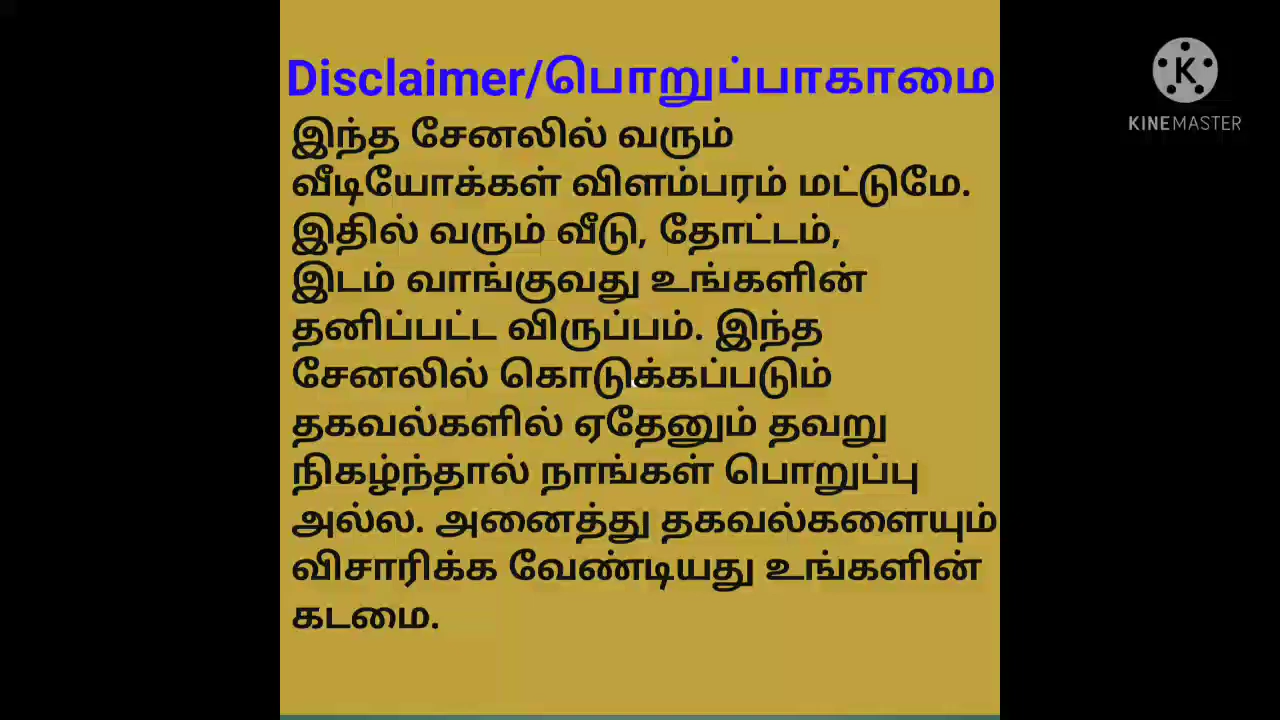 Disclaimer/பொறுப்பாகாமை
இந்த சேனலில் வரும்
வீடியோக்கள் விளம்பரம் மட்டுமே.
இதில் வரும் வீடு, தோட்டம்,
இடம் வாங்குவது உங்களின்
தனிப்பட்ட விருப்பம். இந்த
சேனலில் கொடுக்கப்படும்
தகவல்களில் ஏதேனும் தவறு
நிகழ்ந்தால் நாங்கள் பொறுப்பு
அல்ல. அனைத்து தகவல்களையும்
விசாரிக்க வேண்டியது உங்களின்
கடமை.
K
KINEMASTER